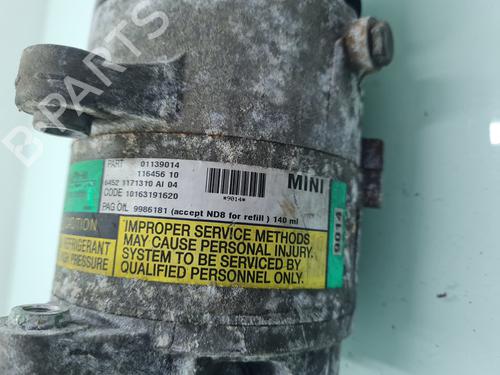 B-PARTS
PART 01139014
116456 10
6452 1171310 AI 04
CODE 10163191620
*9014*
MINI
PAG OIL 9986181 (accept ND8 for refill) 140 ml
9014
REFRIGERANT
HIGH PRESSURE
IMPROPER SERVICE METHODS
MAY CAUSE PERSONAL INJURY.
SYSTEM TO BE SERVICED BY
QUALIFIED PERSONNEL ONLY.